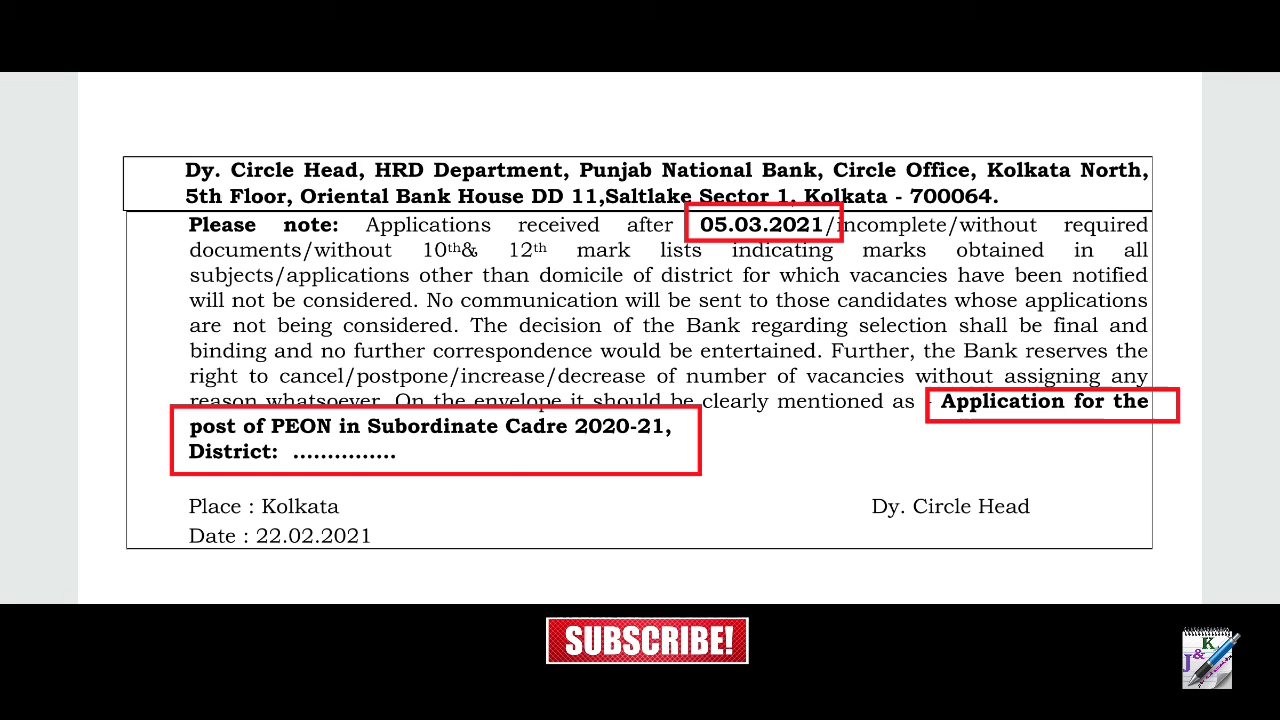 Dy. Circle Head, HRD Department, Punjab National Bank, Circle Office, Kolkata North,
5th Floor, Oriental Bank House DD 11,Saltlake Sector 1, Kolkata - 700064.
Please note: Applications received after 05.03.2021/incomplete/without required
documents/without 10th& 12th mark lists indicating marks obtained in all
subjects/applications other than domicile of district for which vacancies have been notified
will not be considered. No communication will be sent to those candidates whose applications
are not being considered. The decision of the Bank regarding selection shall be final and
binding and no further correspondence would be entertained. Further, the Bank reserves the
right to cancel/postpone/increase/decrease of number of vacancies without assigning any
reason whatsoever. On the envelope it should be clearly mentioned as - Application for the
post of PEON in Subordinate Cadre 2020-21,
District: ...............
Place : Kolkata
Dy. Circle Head
Date : 22.02.2021
SUBSCRIBE!
J&K